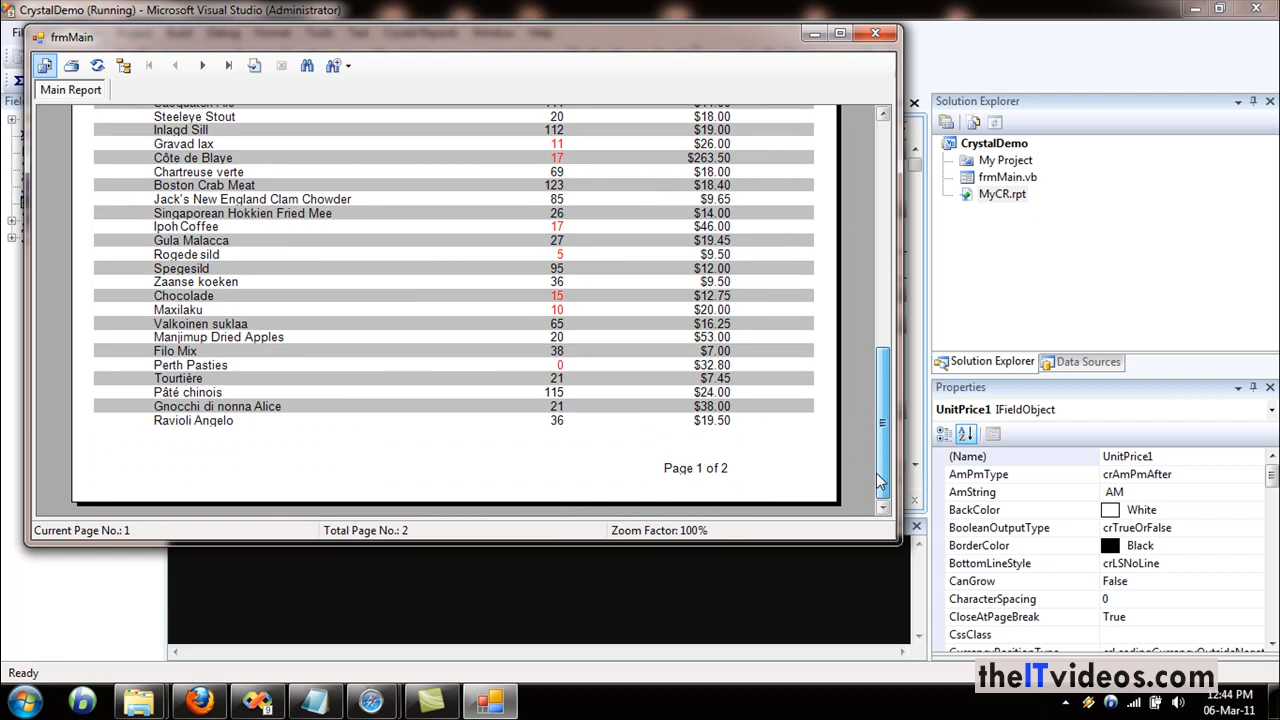 CrystalDemo (Running) - Microsoft Visual Studio (Administrator)
frmMain
Main Report
Steeleye Stout 20 $18.00
Inlagd Sill 112 $19.00
Gravad lax 11 $26.00
Côte de Blaye 17 $263.50
Chartreuse verte 69 $18.00
Boston Crab Meat 123 $18.40
Jack's New England Clam Chowder 85 $9.65
Singaporean Hokkien Fried Mee 26 $14.00
Ipoh Coffee 17 $46.00
Gula Malacca 27 $19.45
Rogede sild 5 $9.50
Spegesild 95 $12.00
Zaanse koeken 36 $9.50
Chocolade 15 $12.75
Maxilaku 10 $20.00
Valkoinen suklaa 65 $16.25
Manjimup Dried Apples 20 $53.00
Filo Mix 38 $7.00
Perth Pasties 0 $32.80
Tourtière 21 $7.45
Pâté chinois 115 $24.00
Gnocchi di nonna Alice 21 $38.00
Ravioli Angelo 36 $19.50
Page 1 of 2
Current Page No.: 1 Total Page No.: 2 Zoom Factor: 100%
Solution Explorer
CrystalDemo
My Project
frmMain.vb
MyCR.rpt
Solution Explorer Data Sources
Properties
UnitPrice1 IFieldObject
(Name) UnitPrice1
AmPmType crAmPmAfter
AmString AM
BackColor White
BooleanOutputType crTrueOrFalse
BorderColor Black
BottomLineStyle crLSNoLine
CanGrow False
CharacterSpacing 0
CloseAtPageBreak True
CssClass
Ready
theITvideos.com
12:44 PM
06-Mar-11